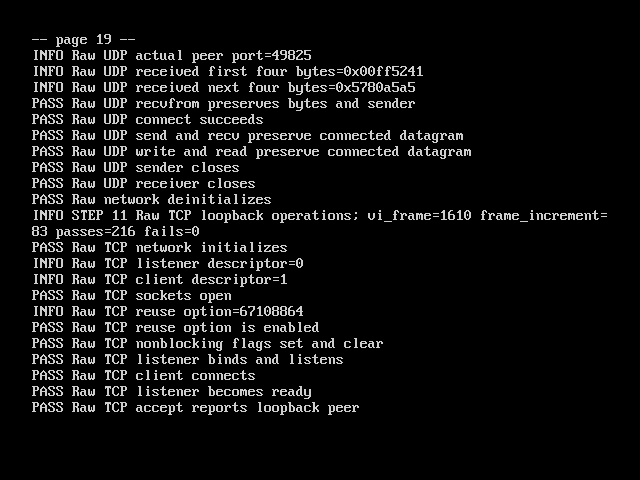 -- page 19 --
INFO Raw UDP actual peer port=49825
INFO Raw UDP received first four bytes=0x00ff5241
INFO Raw UDP received next four bytes=0x5780a5a5
PASS Raw UDP recvfrom preserves bytes and sender
PASS Raw UDP connect succeeds
PASS Raw UDP send and recv preserve connected datagram
PASS Raw UDP write and read preserve connected datagram
PASS Raw UDP sender closes
PASS Raw UDP receiver closes
PASS Raw network deinitializes
INFO STEP 11 Raw TCP loopback operations; vi_frame=1610 frame_increment=
83 passes=216 fails=0
PASS Raw TCP network initializes
INFO Raw TCP listener descriptor=0
INFO Raw TCP client descriptor=1
PASS Raw TCP sockets open
INFO Raw TCP reuse option=67108864
PASS Raw TCP reuse option is enabled
PASS Raw TCP nonblocking flags set and clear
PASS Raw TCP listener binds and listens
PASS Raw TCP client connects
PASS Raw TCP listener becomes ready
PASS Raw TCP accept reports loopback peer